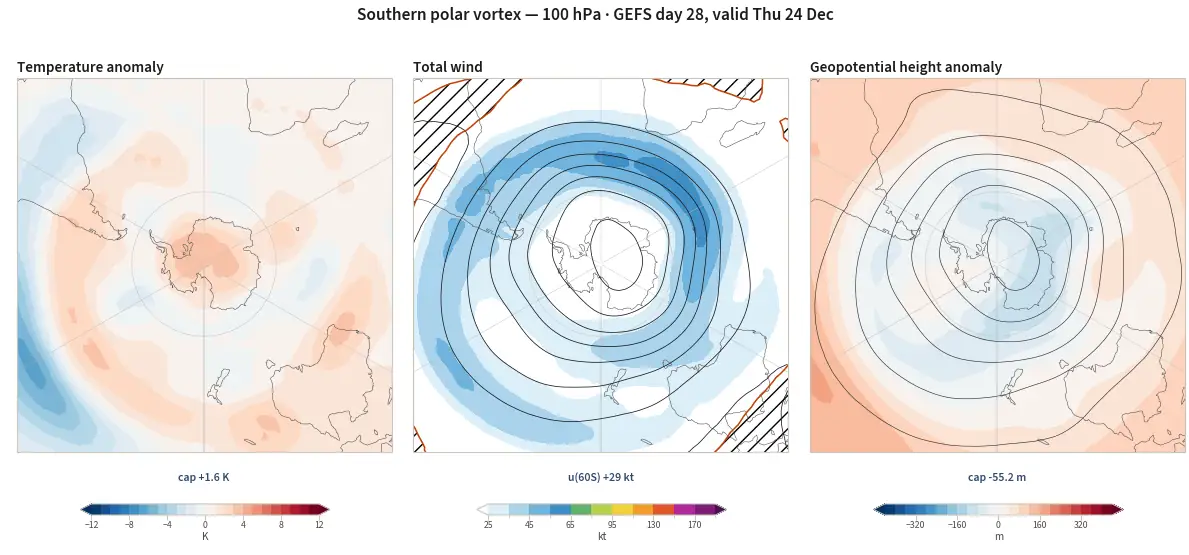 Southern polar vortex — 100 hPa · GEFS day 28, valid Thu 24 Dec
Temperature anomaly
Total wind
Geopotential height anomaly
cap +1.6 K
u(60S) +29 kt
cap -55.2 m
−12 −8 −4 0 4 8 12
K
25 45 65 95 130 170
kt
−320 −160 0 160 320
m